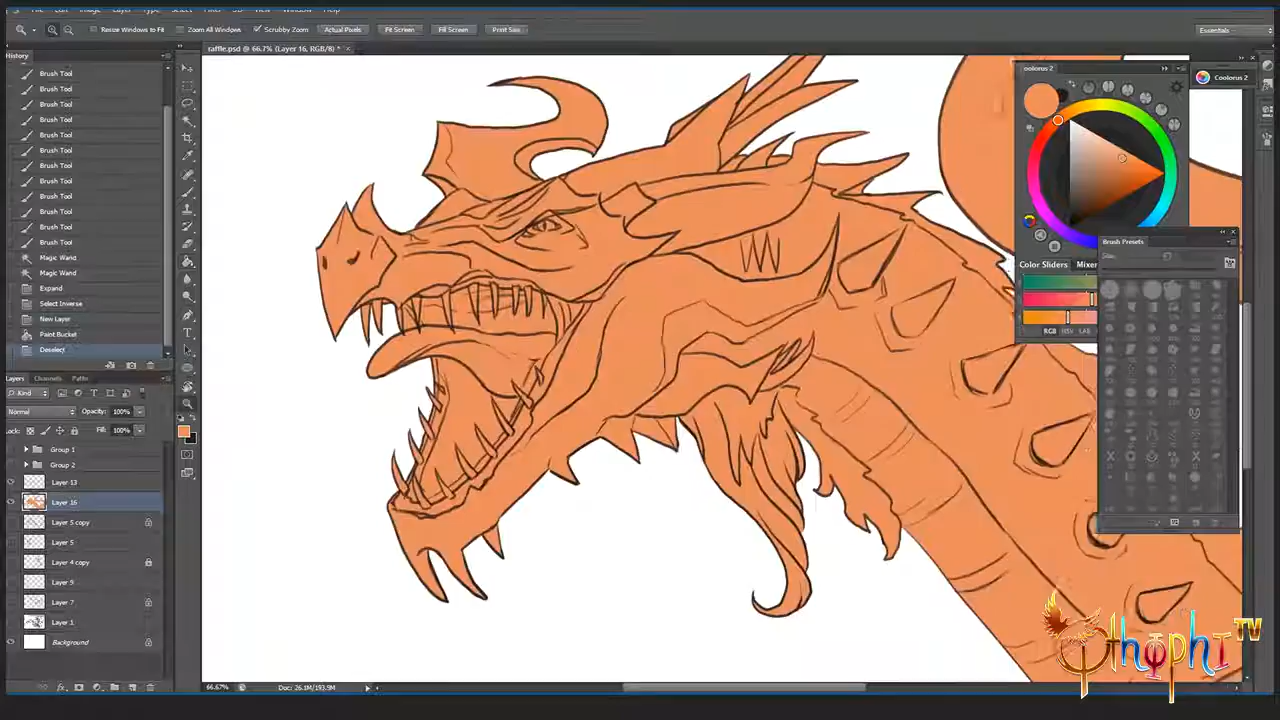 File Edit Image Layer Type Select Filter 3D View Window Help
Resize Windows to Fit Zoom All Windows Scrubby Zoom Actual Pixels Fit Screen Fill Screen Print Size Essentials
raffle.psd @ 66.7% (Layer 16, RGB/8) * ×
History
Brush Tool
Brush Tool
Brush Tool
Brush Tool
Brush Tool
Brush Tool
Brush Tool
Brush Tool
Brush Tool
Brush Tool
Brush Tool
Brush Tool
Magic Wand
Magic Wand
Expand
Select Inverse
New Layer
Paint Bucket
Deselect
Layers Channels Paths
Kind
Normal Opacity: 100%
Lock: Fill: 100%
Group 1
Group 2
Layer 13
Layer 16
Layer 5 copy
Layer 5
Layer 4 copy
Layer 9
Layer 7
Layer 1
Background
fx
66.67% Doc: 26.1M/193.9M
coolorus 2
Coolorus 2
Color Sliders Mixer
RGB HSV LAB
Brush Presets
Size:
TV